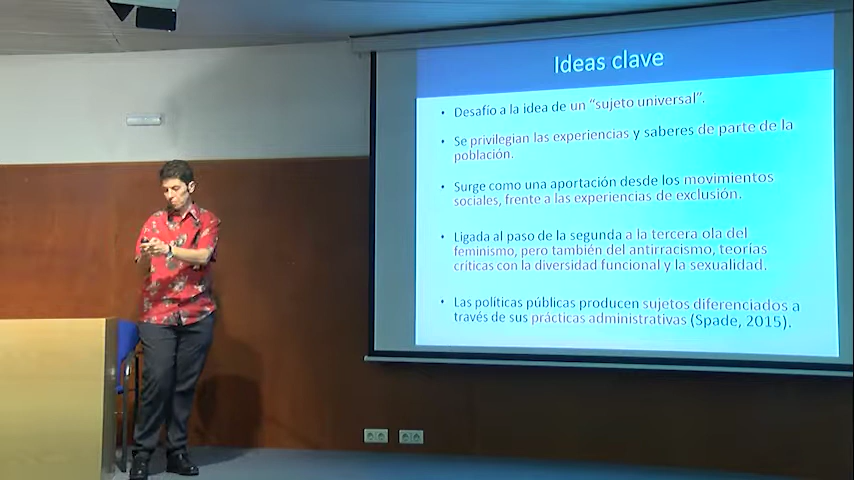 Ideas clave
• Desafío a la idea de un “sujeto universal”.
• Se privilegian las experiencias y saberes de parte de la
población.
• Surge como una aportación desde los movimientos
sociales, frente a las experiencias de exclusión.
• Ligada al paso de la segunda a la tercera ola del
feminismo, pero también del antirracismo, teorías
críticas con la diversidad funcional y la sexualidad.
• Las políticas públicas producen sujetos diferenciados a
través de sus prácticas administrativas (Spade, 2015).